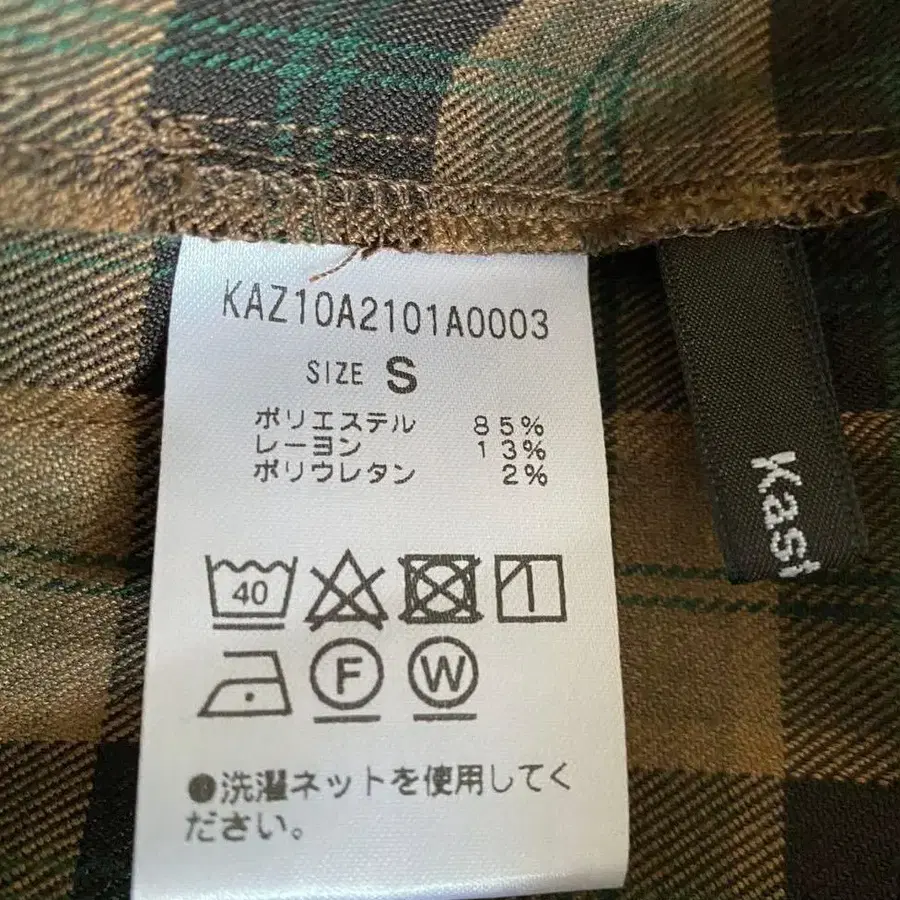 KAZ10A2101A0003
SIZE S
ポリエステル 85%
レーヨン 13%
ポリウレタン 2%
40
F W
●洗濯ネットを使用してく
ださい。
kast